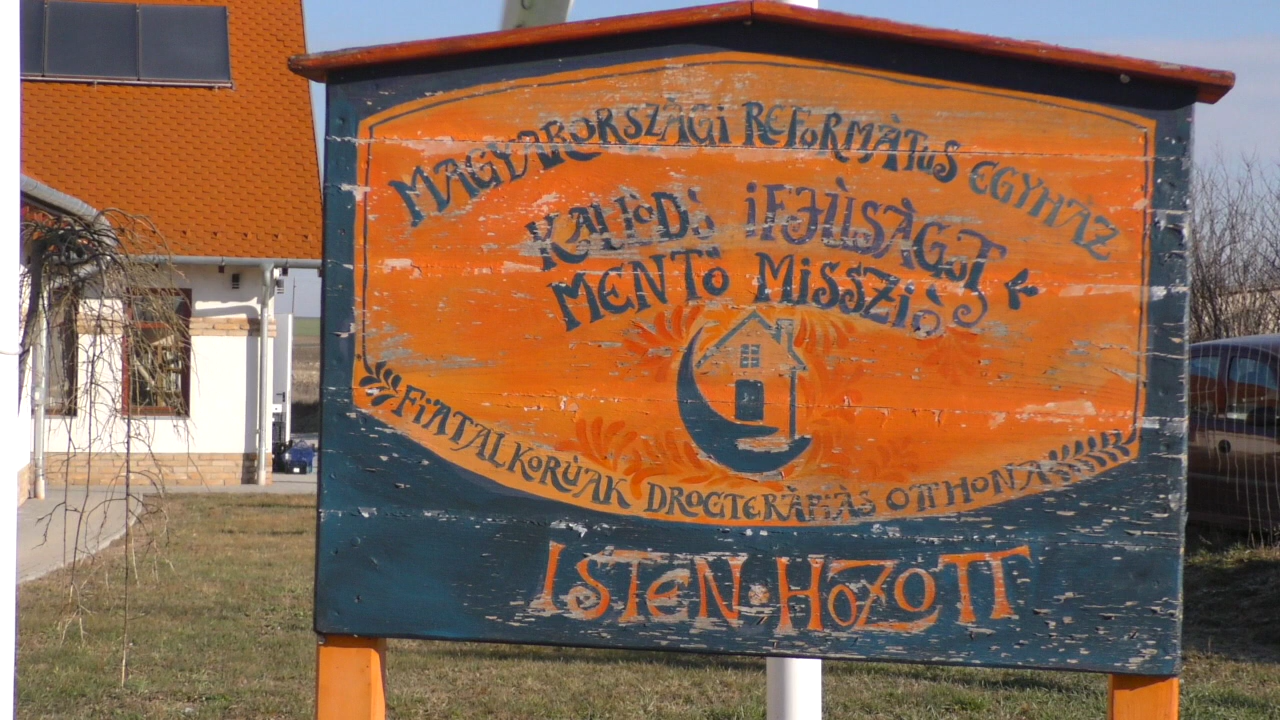 MAGYARORSZÁGI REFORMÁTUS EGYHÁZ
KALLÓDÓ IFJÚSÁGOT
MENTŐ MISSZIÓ
FIATALKORÚAK DROGTERÁPIÁS OTTHONA
ISTEN HOZOTT